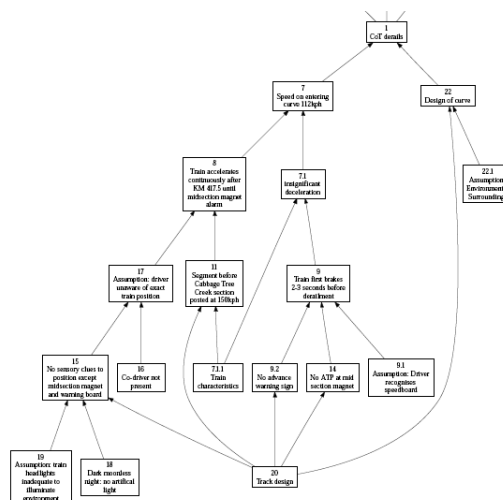 1
CoT derails
7
Speed on entering
curve 112kph
22
Design of curve
8
Train accelerates
continuously after
KM 417.5 until
midsection magnet
alarm
7.1
insignificant
deceleration
22.1
Assumption
Environment
Surrounding
17
Assumption: driver
unaware of exact
train position
11
Segment before
Cabbage Tree
Creek section
posted at 150kph
9
Train first brakes
2-3 seconds before
derailment
15
No sensory clues to
position except
midsection magnet
and warning board
16
Co-driver not
present
7.1.1
Train
characteristics
9.2
No advance
warning sign
14
No ATP at mid
section magnet
9.1
Assumption: Driver
recognises
speedboard
19
Assumption: train
headlights
inadequate to
illuminate
environment
18
Dark moonless
night: no artifical
light
20
Track design